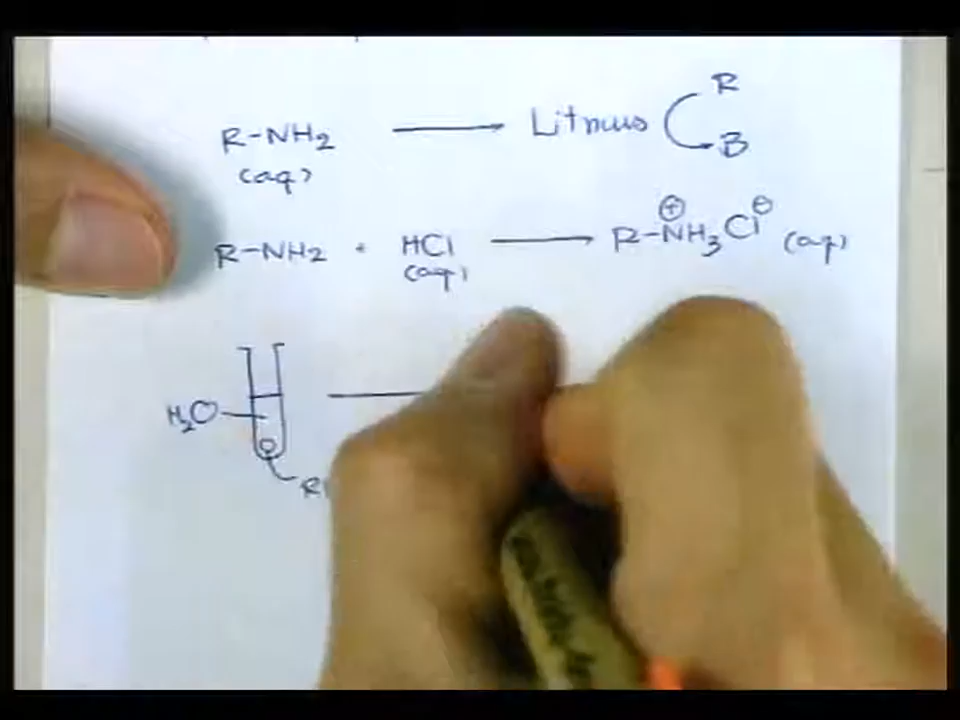 R-NH2 ⟶ Litmus R
(aq) B
R-NH2 + HCl ⟶ R-NH3 Cl (aq)
⊕ ⊖
(aq)
H2O